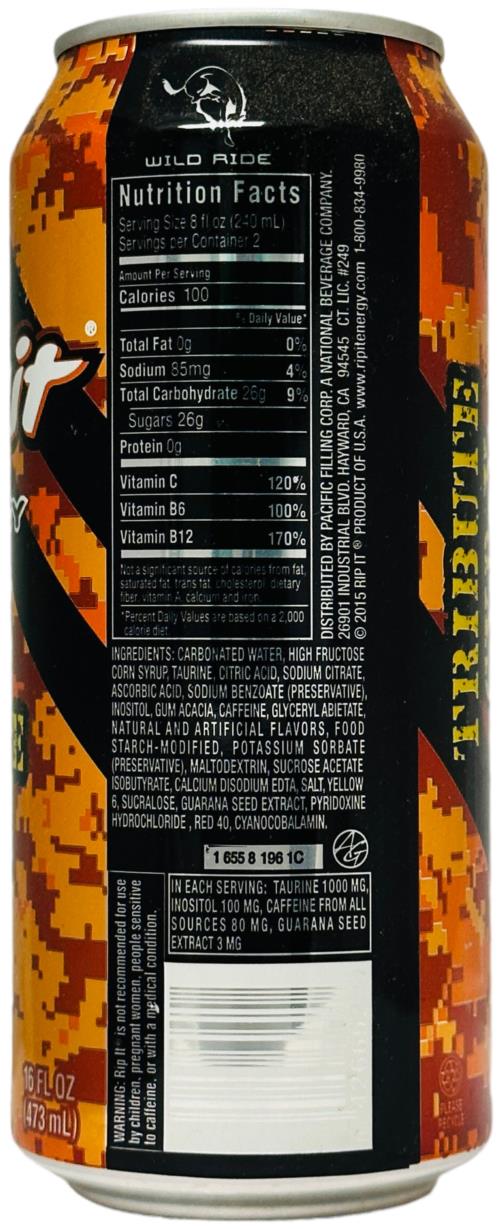 WILD RIDE
Nutrition Facts
Serving Size 8 fl oz (240 mL)
Servings per Container 2
Amount Per Serving
Calories 100
% Daily Value*
Total Fat 0g 0%
Sodium 85mg 4%
Total Carbohydrate 26g 9%
Sugars 26g
Protein 0g
Vitamin C 120%
Vitamin B6 100%
Vitamin B12 170%
Not a significant source of calories from fat,
saturated fat, trans fat, cholesterol, dietary
fiber, vitamin A, calcium and iron.
*Percent Daily Values are based on a 2,000
calorie diet.
DISTRIBUTED BY PACIFIC FILLING CORP. A NATIONAL BEVERAGE COMPANY.
26901 INDUSTRIAL BLVD. HAYWARD, CA 94545 CT. LIC. #249
© 2015 RIP IT ® PRODUCT OF U.S.A. www.ripitenergy.com 1-800-834-9980
INGREDIENTS: CARBONATED WATER, HIGH FRUCTOSE
CORN SYRUP, TAURINE, CITRIC ACID, SODIUM CITRATE,
ASCORBIC ACID, SODIUM BENZOATE (PRESERVATIVE),
INOSITOL, GUM ACACIA, CAFFEINE, GLYCERYL ABIETATE,
NATURAL AND ARTIFICIAL FLAVORS, FOOD
STARCH-MODIFIED, POTASSIUM SORBATE
(PRESERVATIVE), MALTODEXTRIN, SUCROSE ACETATE
ISOBUTYRATE, CALCIUM DISODIUM EDTA, SALT, YELLOW
6, SUCRALOSE, GUARANA SEED EXTRACT, PYRIDOXINE
HYDROCHLORIDE, RED 40, CYANOCOBALAMIN.
1 655 8 196 1C
IN EACH SERVING: TAURINE 1000 MG,
INOSITOL 100 MG, CAFFEINE FROM ALL
SOURCES 80 MG, GUARANA SEED
EXTRACT 3 MG
WARNING: Rip It® is not recommended for use
by children, pregnant women, people sensitive
to caffeine, or with a medical condition.
it®
Y
E
16 FL OZ
(473 mL)
TRIBUTE
PLEASE
RECYCLE